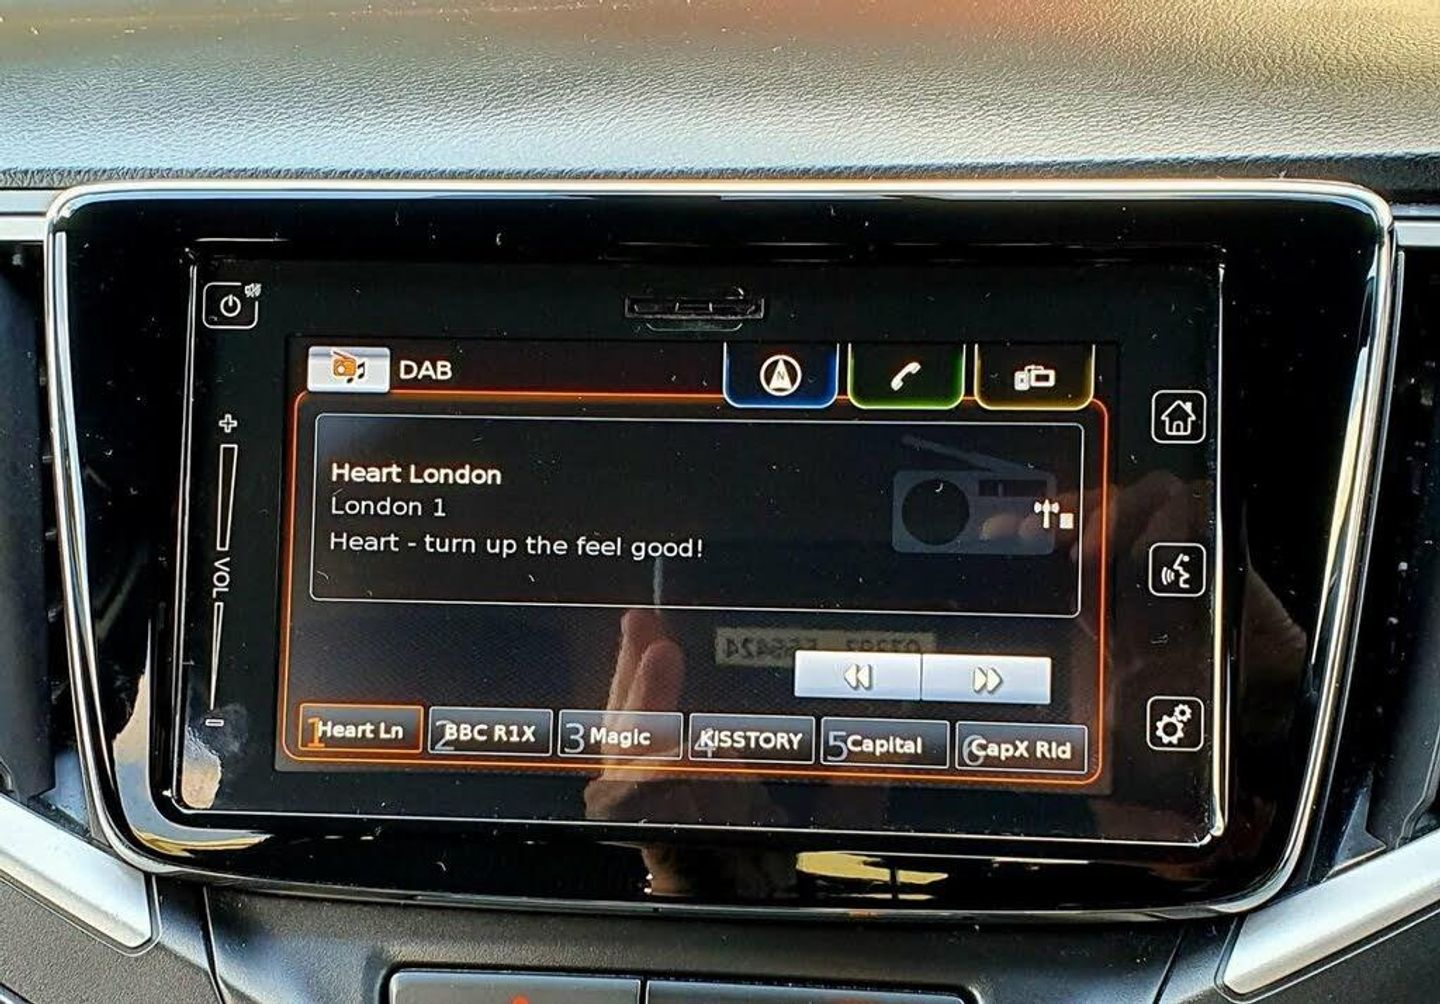 DAB
Heart London
London 1
Heart - turn up the feel good!
VOL
1 Heart Ln
2 BBC R1X
3 Magic
4 KISSTORY
5 Capital
6 CapX Rld